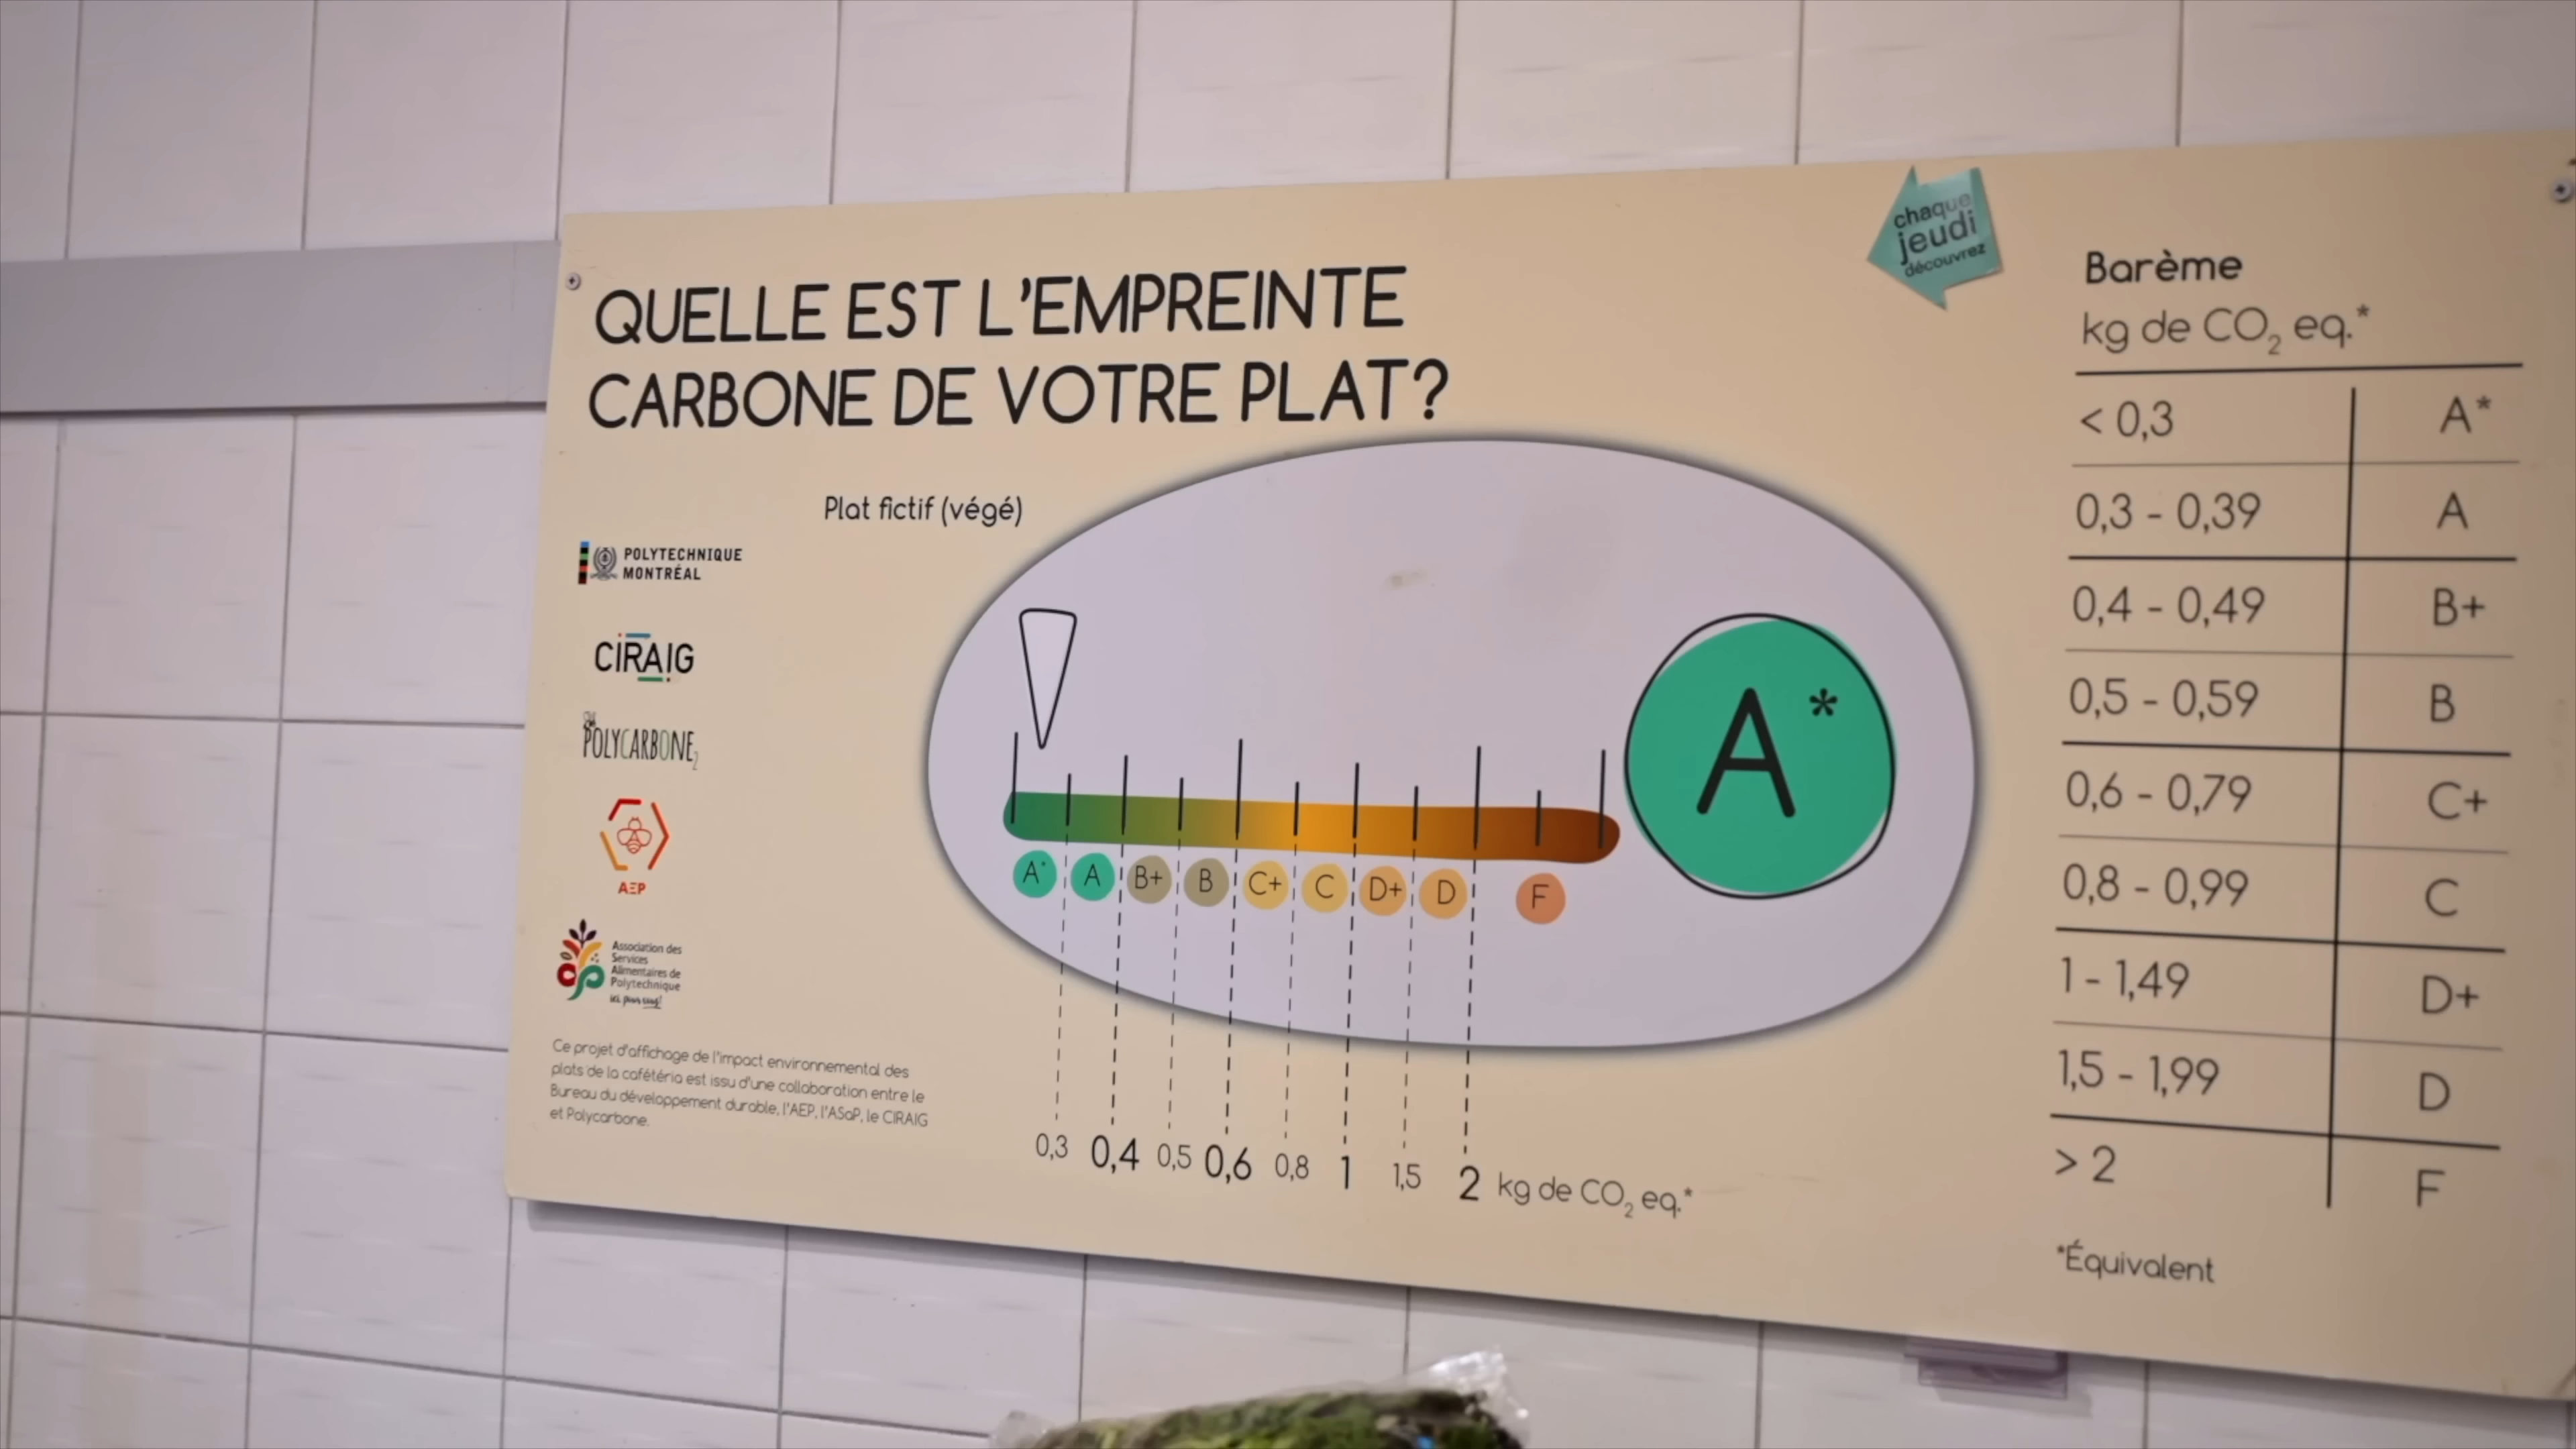 QUELLE EST L'EMPREINTE
CARBONE DE VOTRE PLAT?
chaque
jeudi
découvrez
Plat fictif (végé)
POLYTECHNIQUE
MONTRÉAL
CIRAIG
POLYCARBONE2
AEP
Association des
Services
Alimentaires de
Polytechnique
ici, pour vous!
Ce projet d'affichage de l'impact environnemental des
plats de la cafétéria est issu d'une collaboration entre le
Bureau du développement durable, l'AEP, l'ASaP, le CIRAIG
et Polycarbone.
A*
A* A B+ B C+ C D+ D F
0,3 0,4 0,5 0,6 0,8 1 1,5 2 kg de CO2 eq.*
Barème
kg de CO2 eq.*
< 0,3 A*
0,3 - 0,39 A
0,4 - 0,49 B+
0,5 - 0,59 B
0,6 - 0,79 C+
0,8 - 0,99 C
1 - 1,49 D+
1,5 - 1,99 D
> 2 F
*Équivalent